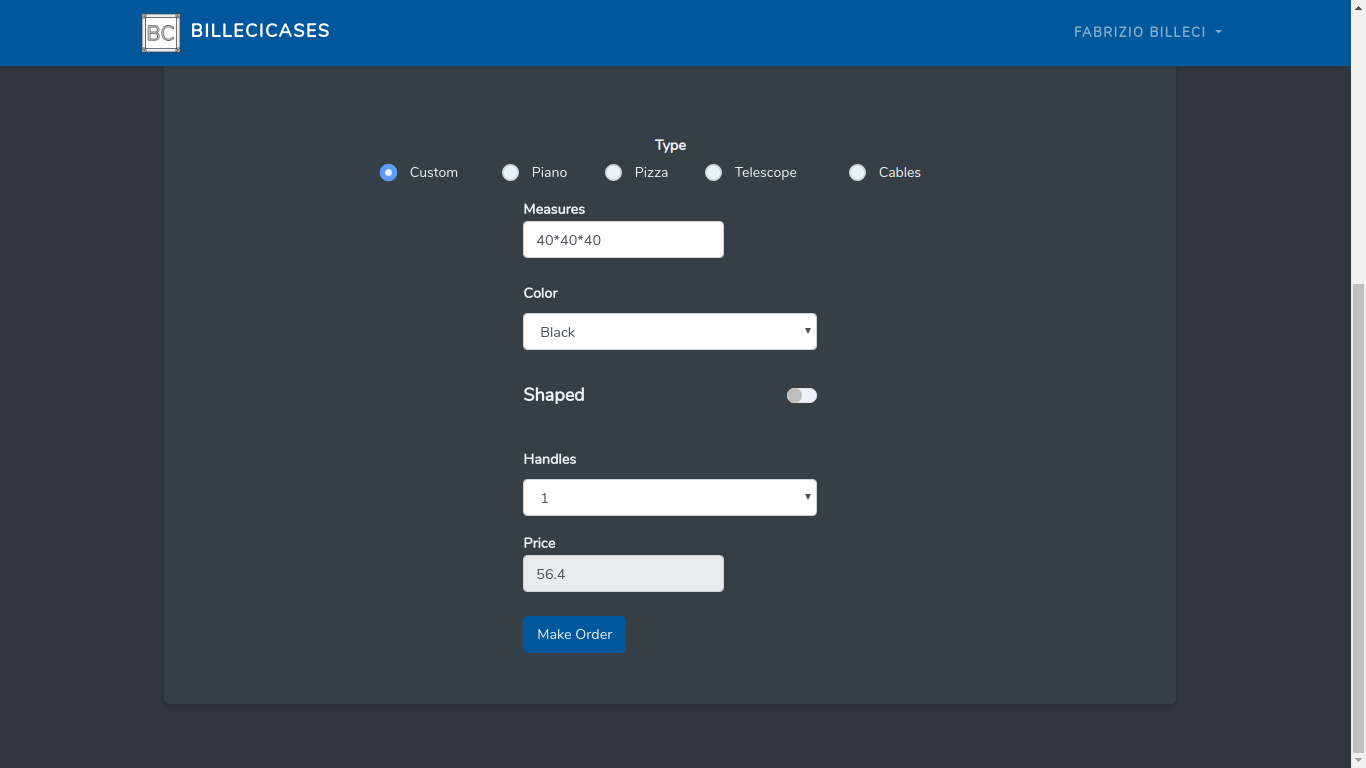 BC BILLECICASES FABRIZIO BILLECI
Type
Custom Piano Pizza Telescope Cables
Measures
40*40*40
Color
Black
Shaped
Handles
1
Price
56.4
Make Order